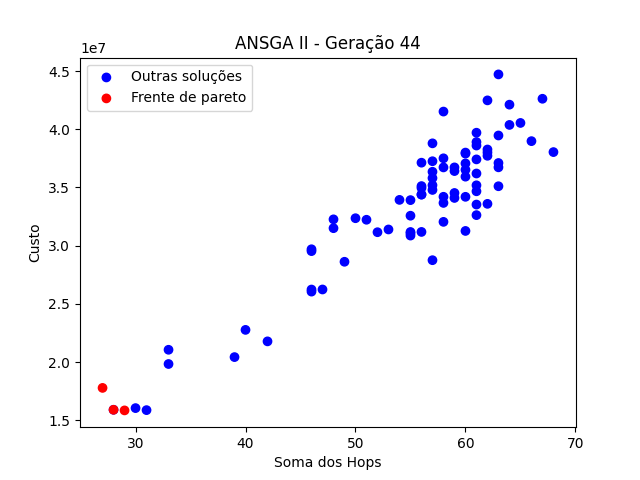 ANSGA II - Geração 44
1e7
Outras soluções
Frente de pareto
4.5
4.0
3.5
3.0
2.5
2.0
1.5
Custo
30 40 50 60 70
Soma dos Hops